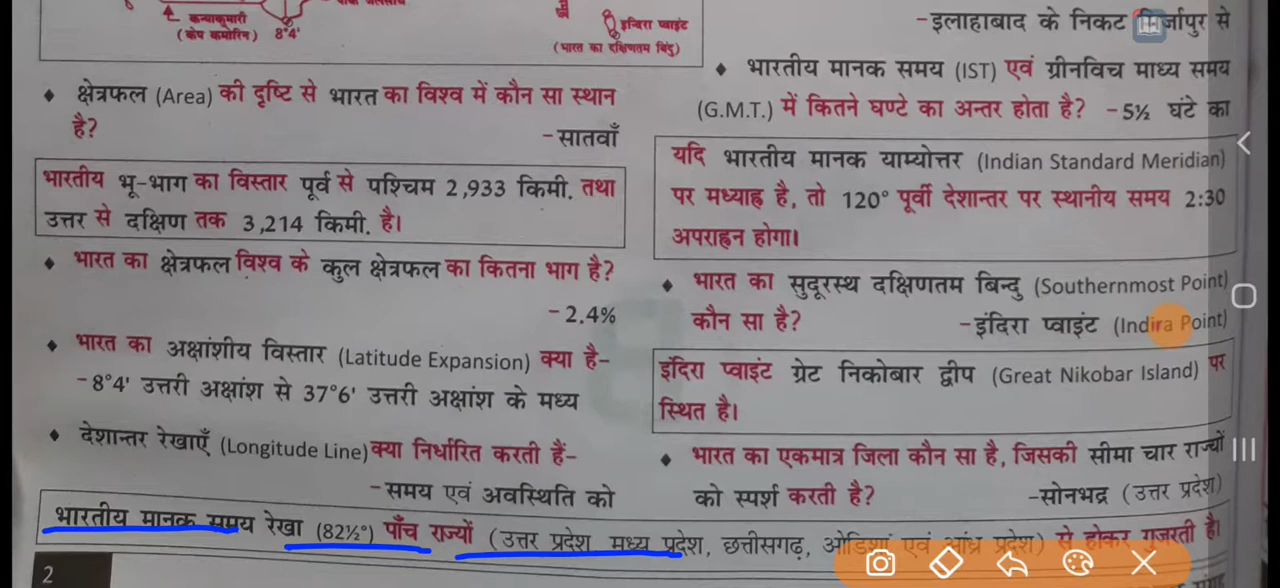 कन्याकुमारी
(केप कमोरिन) 8°4'
इन्दिरा प्वाइंट
(भारत का दक्षिणतम बिंदु)
♦ क्षेत्रफल (Area) की दृष्टि से भारत का विश्व में कौन सा स्थान
है? -सातवाँ
भारतीय भू-भाग का विस्तार पूर्व से पश्चिम 2,933 किमी. तथा
उत्तर से दक्षिण तक 3,214 किमी. है।
♦ भारत का क्षेत्रफल विश्व के कुल क्षेत्रफल का कितना भाग है?
-2.4%
♦ भारत का अक्षांशीय विस्तार (Latitude Expansion) क्या है-
-8°4' उत्तरी अक्षांश से 37°6' उत्तरी अक्षांश के मध्य
♦ देशान्तर रेखाएँ (Longitude Line) क्या निर्धारित करती हैं-
-समय एवं अवस्थिति को
-इलाहाबाद के निकट से
♦ भारतीय मानक समय (IST) एवं ग्रीनविच माध्य समय
(G.M.T.) में कितने घण्टे का अन्तर होता है? -5½ घंटे का
यदि भारतीय मानक याम्योत्तर (Indian Standard Meridian)
पर मध्याह्न है, तो 120° पूर्वी देशान्तर पर स्थानीय समय 2:30
अपराह्नन होगा।
♦ भारत का सुदूरस्थ दक्षिणतम बिन्दु (Southernmost Point)
कौन सा है? -इंदिरा प्वाइंट (Indira Point)
इंदिरा प्वाइंट ग्रेट निकोबार द्वीप (Great Nikobar Island) पर
स्थित है।
♦ भारत का एकमात्र जिला कौन सा है, जिसकी सीमा चार राज्यों
को स्पर्श करती है? -सोनभद्र (उत्तर प्रदेश)
भारतीय मानक समय रेखा (82½°) पाँच राज्यों (उत्तर प्रदेश, मध्य प्रदेश, छत्तीसगढ़, ओडिशा एवं आंध्र प्रदेश) से होकर गुजरती है।
2